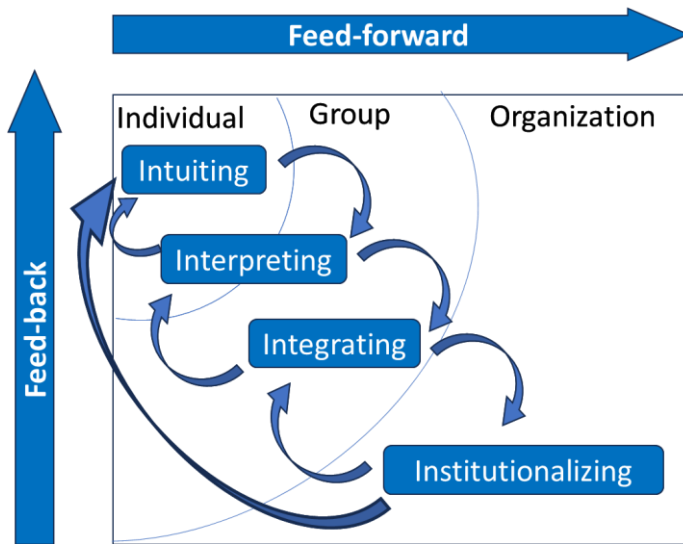 Feed-forward
Feed-back
Individual
Group
Organization
Intuiting
Interpreting
Integrating
Institutionalizing